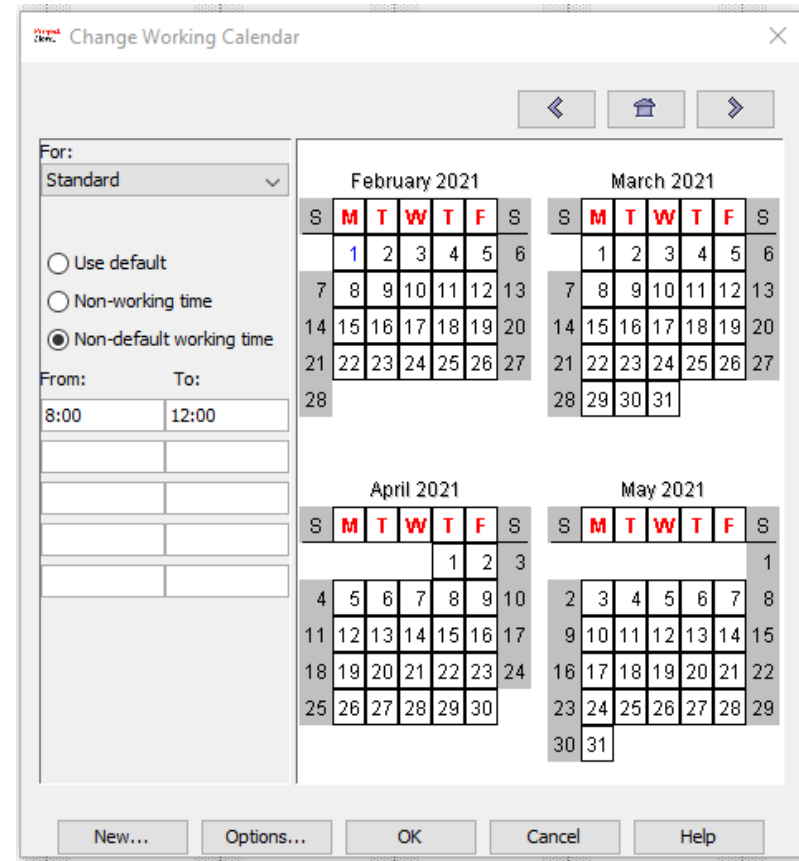 Change Working Calendar
For:
Standard
Use default
Non-working time
Non-default working time
From: To:
8:00 12:00
February 2021
S M T W T F S
1 2 3 4 5 6
7 8 9 10 11 12 13
14 15 16 17 18 19 20
21 22 23 24 25 26 27
28
March 2021
S M T W T F S
1 2 3 4 5 6
7 8 9 10 11 12 13
14 15 16 17 18 19 20
21 22 23 24 25 26 27
28 29 30 31
April 2021
S M T W T F S
1 2 3
4 5 6 7 8 9 10
11 12 13 14 15 16 17
18 19 20 21 22 23 24
25 26 27 28 29 30
May 2021
S M T W T F S
1
2 3 4 5 6 7 8
9 10 11 12 13 14 15
16 17 18 19 20 21 22
23 24 25 26 27 28 29
30 31
New... Options... OK Cancel Help